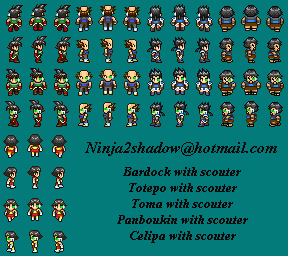 Ninja2shadow@hotmail.com
Bardock with scouter
Totepo with scouter
Toma with scouter
Panboukin with scouter
Celipa with scouter